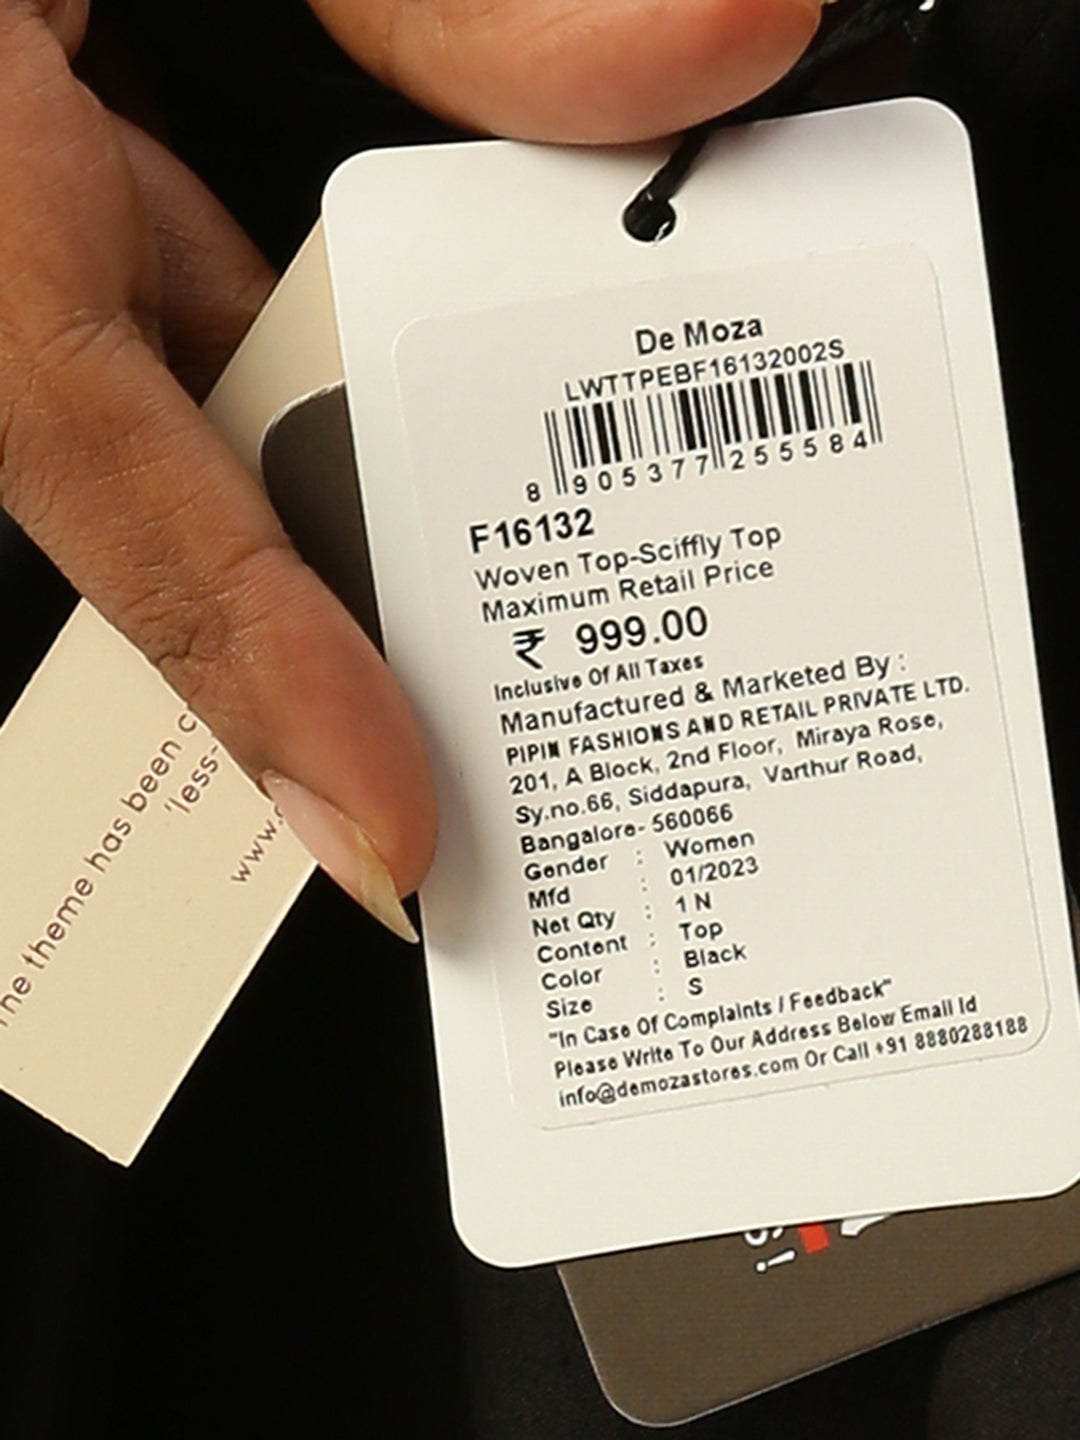 De Moza
LWTTPEBF16132002S
8 905377 255584
F16132
Woven Top-Sciffly Top
Maximum Retail Price
₹ 999.00
Inclusive Of All Taxes
Manufactured & Marketed By :
PIPIN FASHIONS AND RETAIL PRIVATE LTD.
201, A Block, 2nd Floor, Miraya Rose,
Sy.no.66, Siddapura, Varthur Road,
Bangalore- 560066
Gender : Women
Mfd : 01/2023
Net Qty : 1 N
Content : Top
Color : Black
Size : S
"In Case Of Complaints / Feedback"
Please Write To Our Address Below Email Id
info@demozastores.com Or Call +91 8880288188
theme has been
'less-
www.